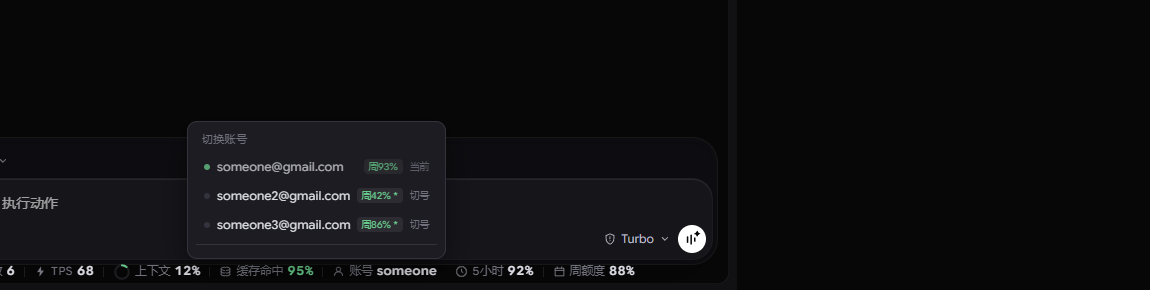 切换账号
someone@gmail.com 周93% 当前
someone2@gmail.com 周42% * 切号
someone3@gmail.com 周86% * 切号
执行动作
Turbo
6 TPS 68 上下文 12% 缓存命中 95% 账号 someone 5小时 92% 周额度 88%